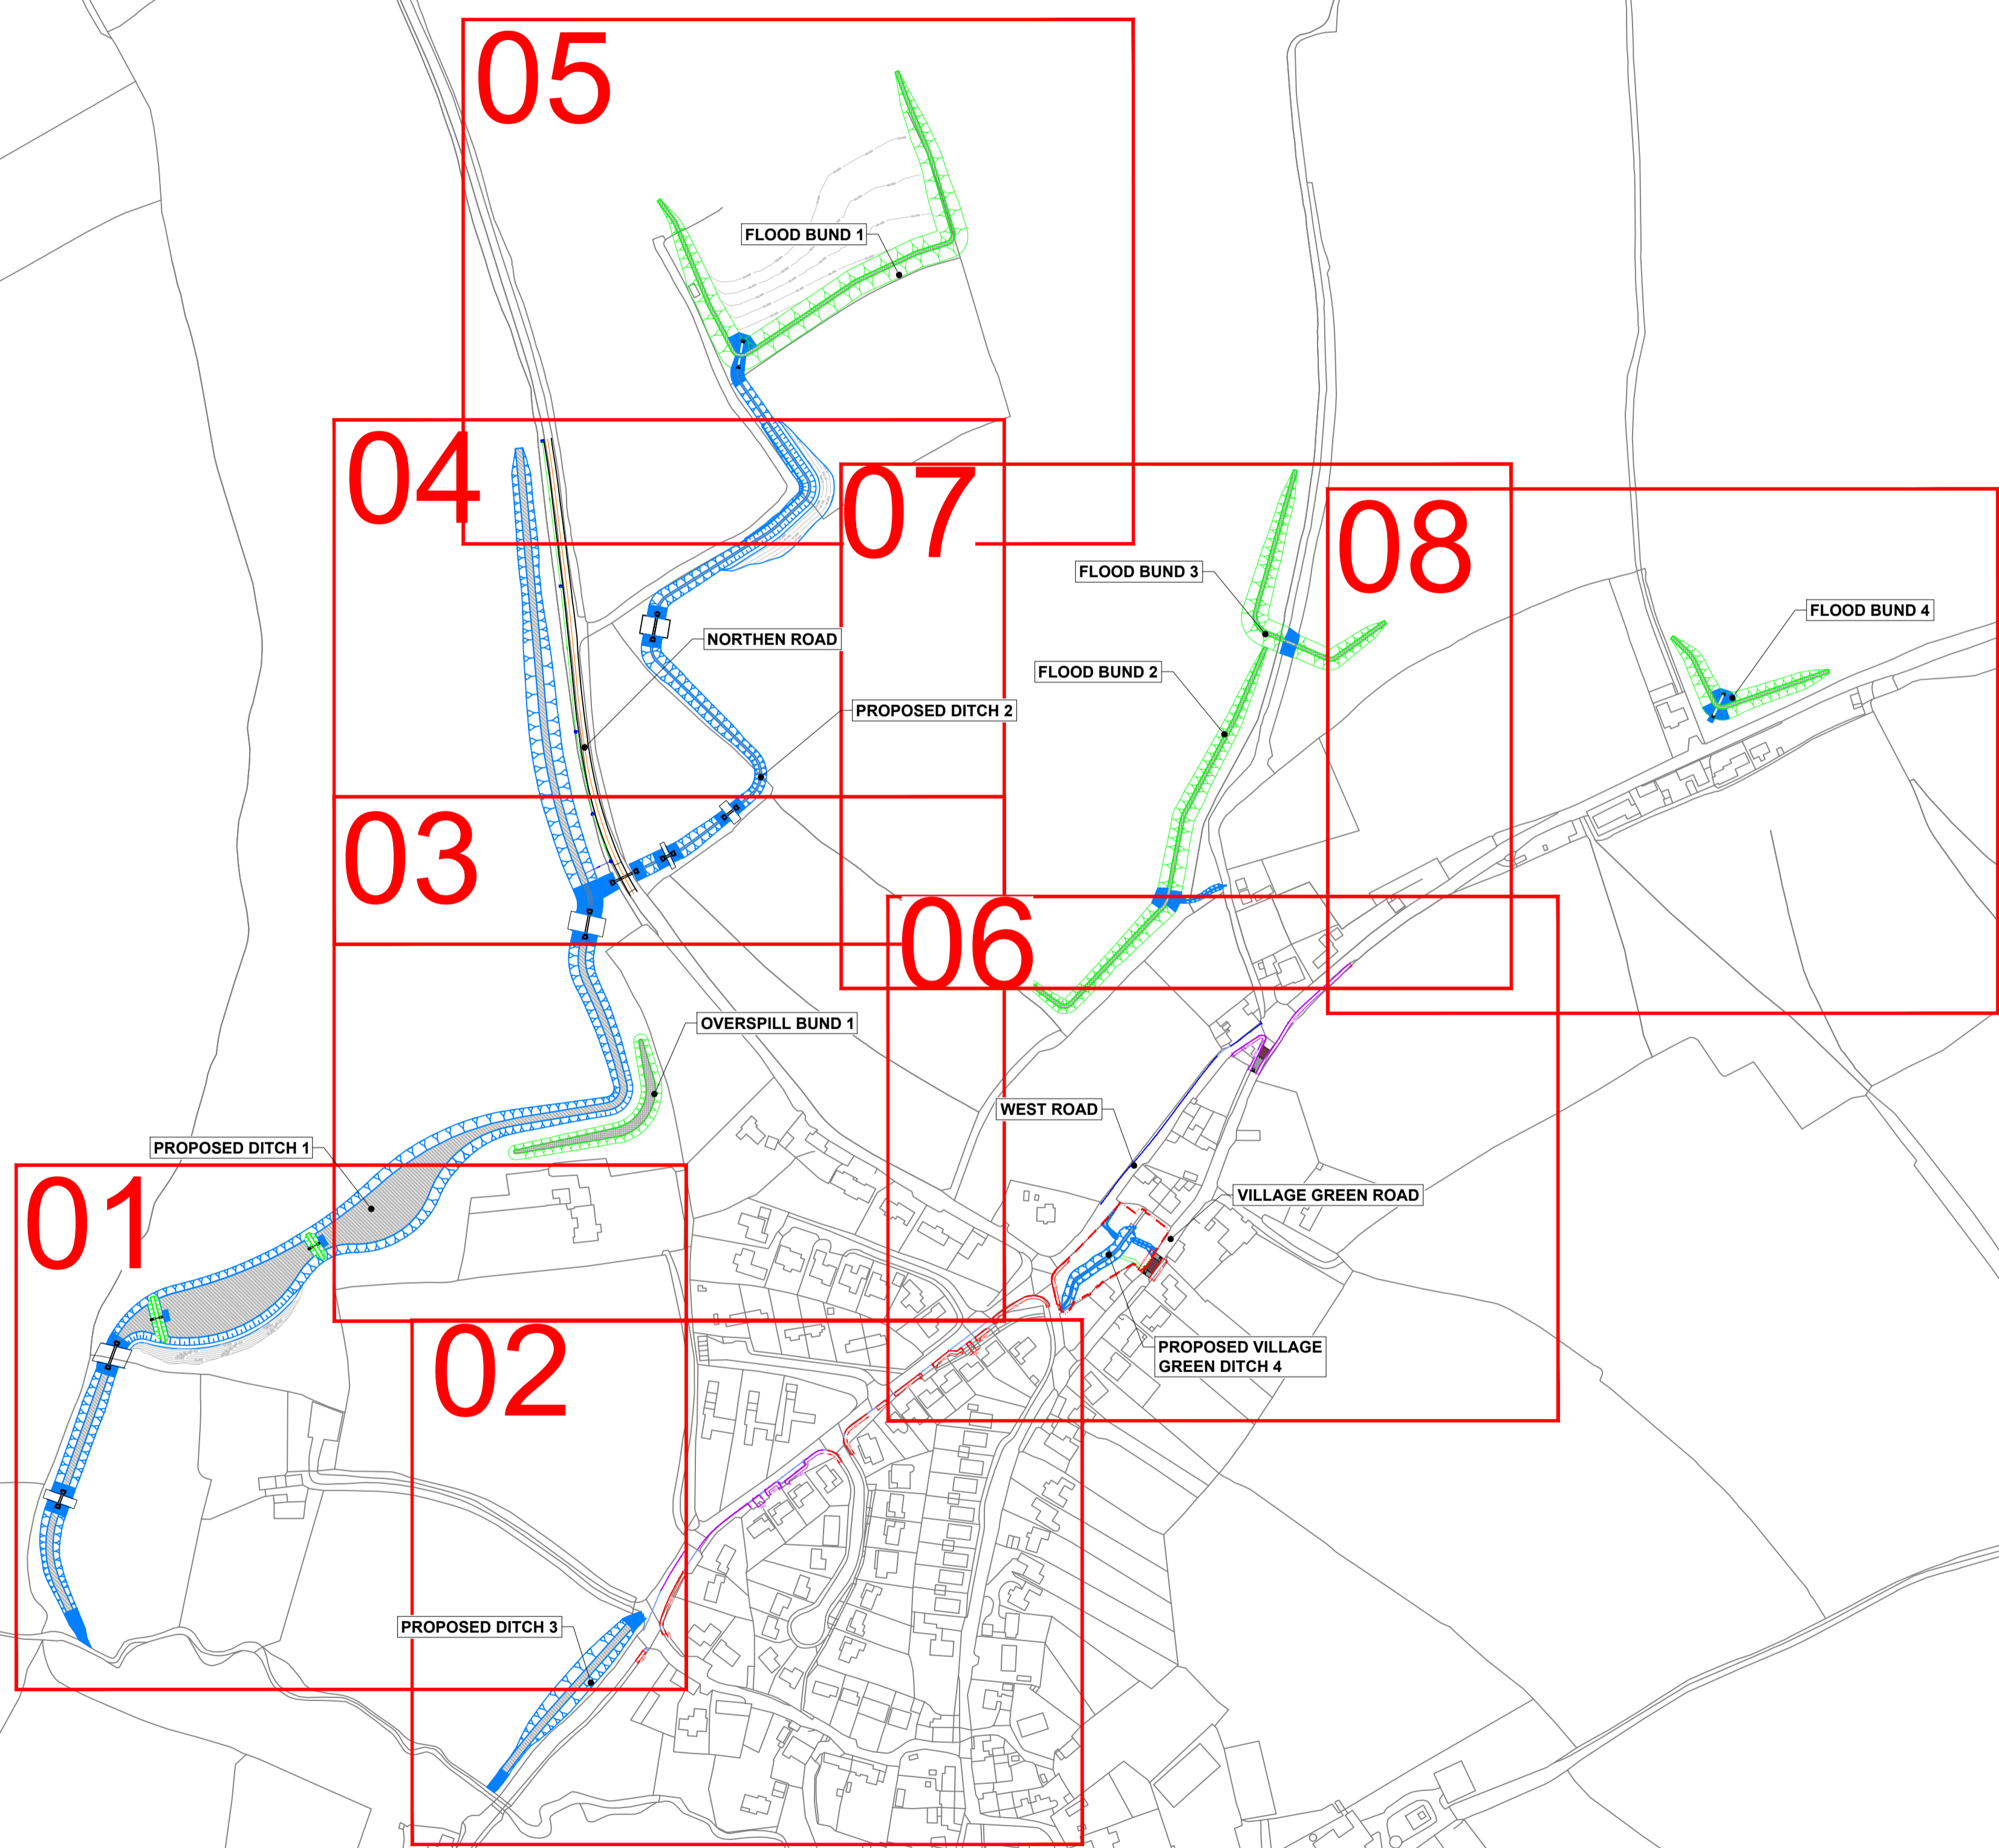 05
FLOOD BUND 1
04
07
08
FLOOD BUND 3
FLOOD BUND 4
NORTHEN ROAD
FLOOD BUND 2
PROPOSED DITCH 2
03
06
OVERSPILL BUND 1
WEST ROAD
PROPOSED DITCH 1
01
VILLAGE GREEN ROAD
02
PROPOSED VILLAGE
GREEN DITCH 4
PROPOSED DITCH 3